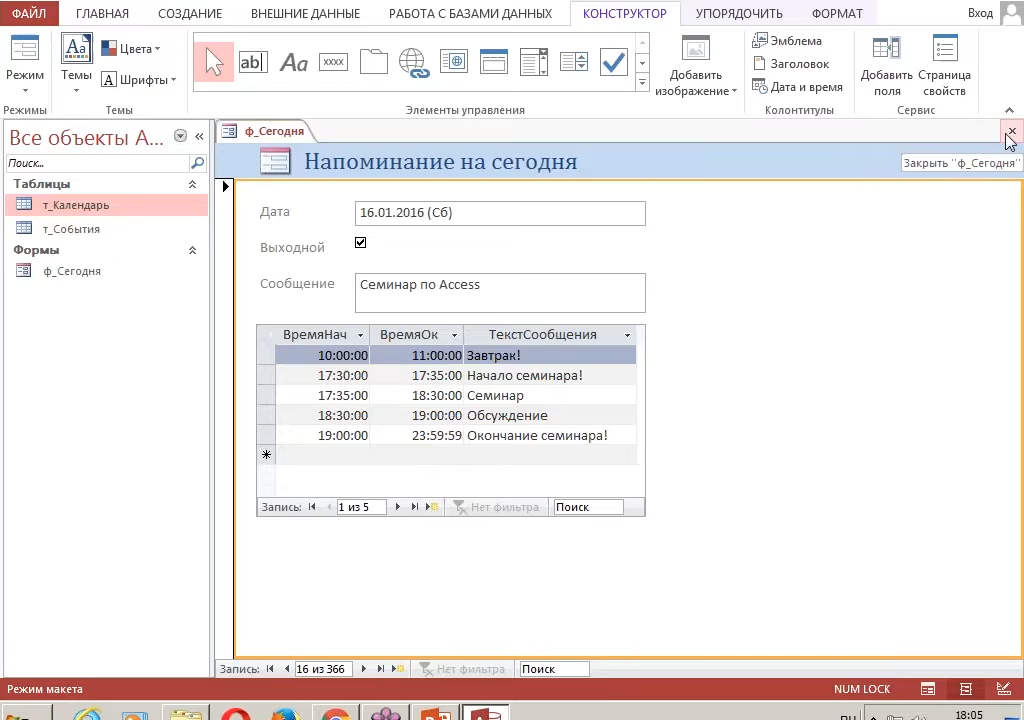 ФАЙЛ ГЛАВНАЯ СОЗДАНИЕ ВНЕШНИЕ ДАННЫЕ РАБОТА С БАЗАМИ ДАННЫХ КОНСТРУКТОР УПОРЯДОЧИТЬ ФОРМАТ Вход
Режим
Темы
Цвета
Шрифты
Aa
ab
Aa
xxxx
Добавить
изображение
Эмблема
Заголовок
Дата и время
Добавить
поля
Страница
свойств
Режимы Темы Элементы управления Колонтитулы Сервис
Все объекты A...
Поиск...
Таблицы
т_Календарь
т_События
Формы
ф_Сегодня
ф_Сегодня
Напоминание на сегодня
Закрыть "ф_Сегодня"
Дата 16.01.2016 (Сб)
Выходной
Сообщение Семинар по Access
ВремяНач ВремяОк ТекстСообщения
10:00:00 11:00:00 Завтрак!
17:30:00 17:35:00 Начало семинара!
17:35:00 18:30:00 Семинар
18:30:00 19:00:00 Обсуждение
19:00:00 23:59:59 Окончание семинара!
Запись: 1 из 5 Нет фильтра Поиск
Запись: 16 из 366 Нет фильтра Поиск
Режим макета NUM LOCK
18:05